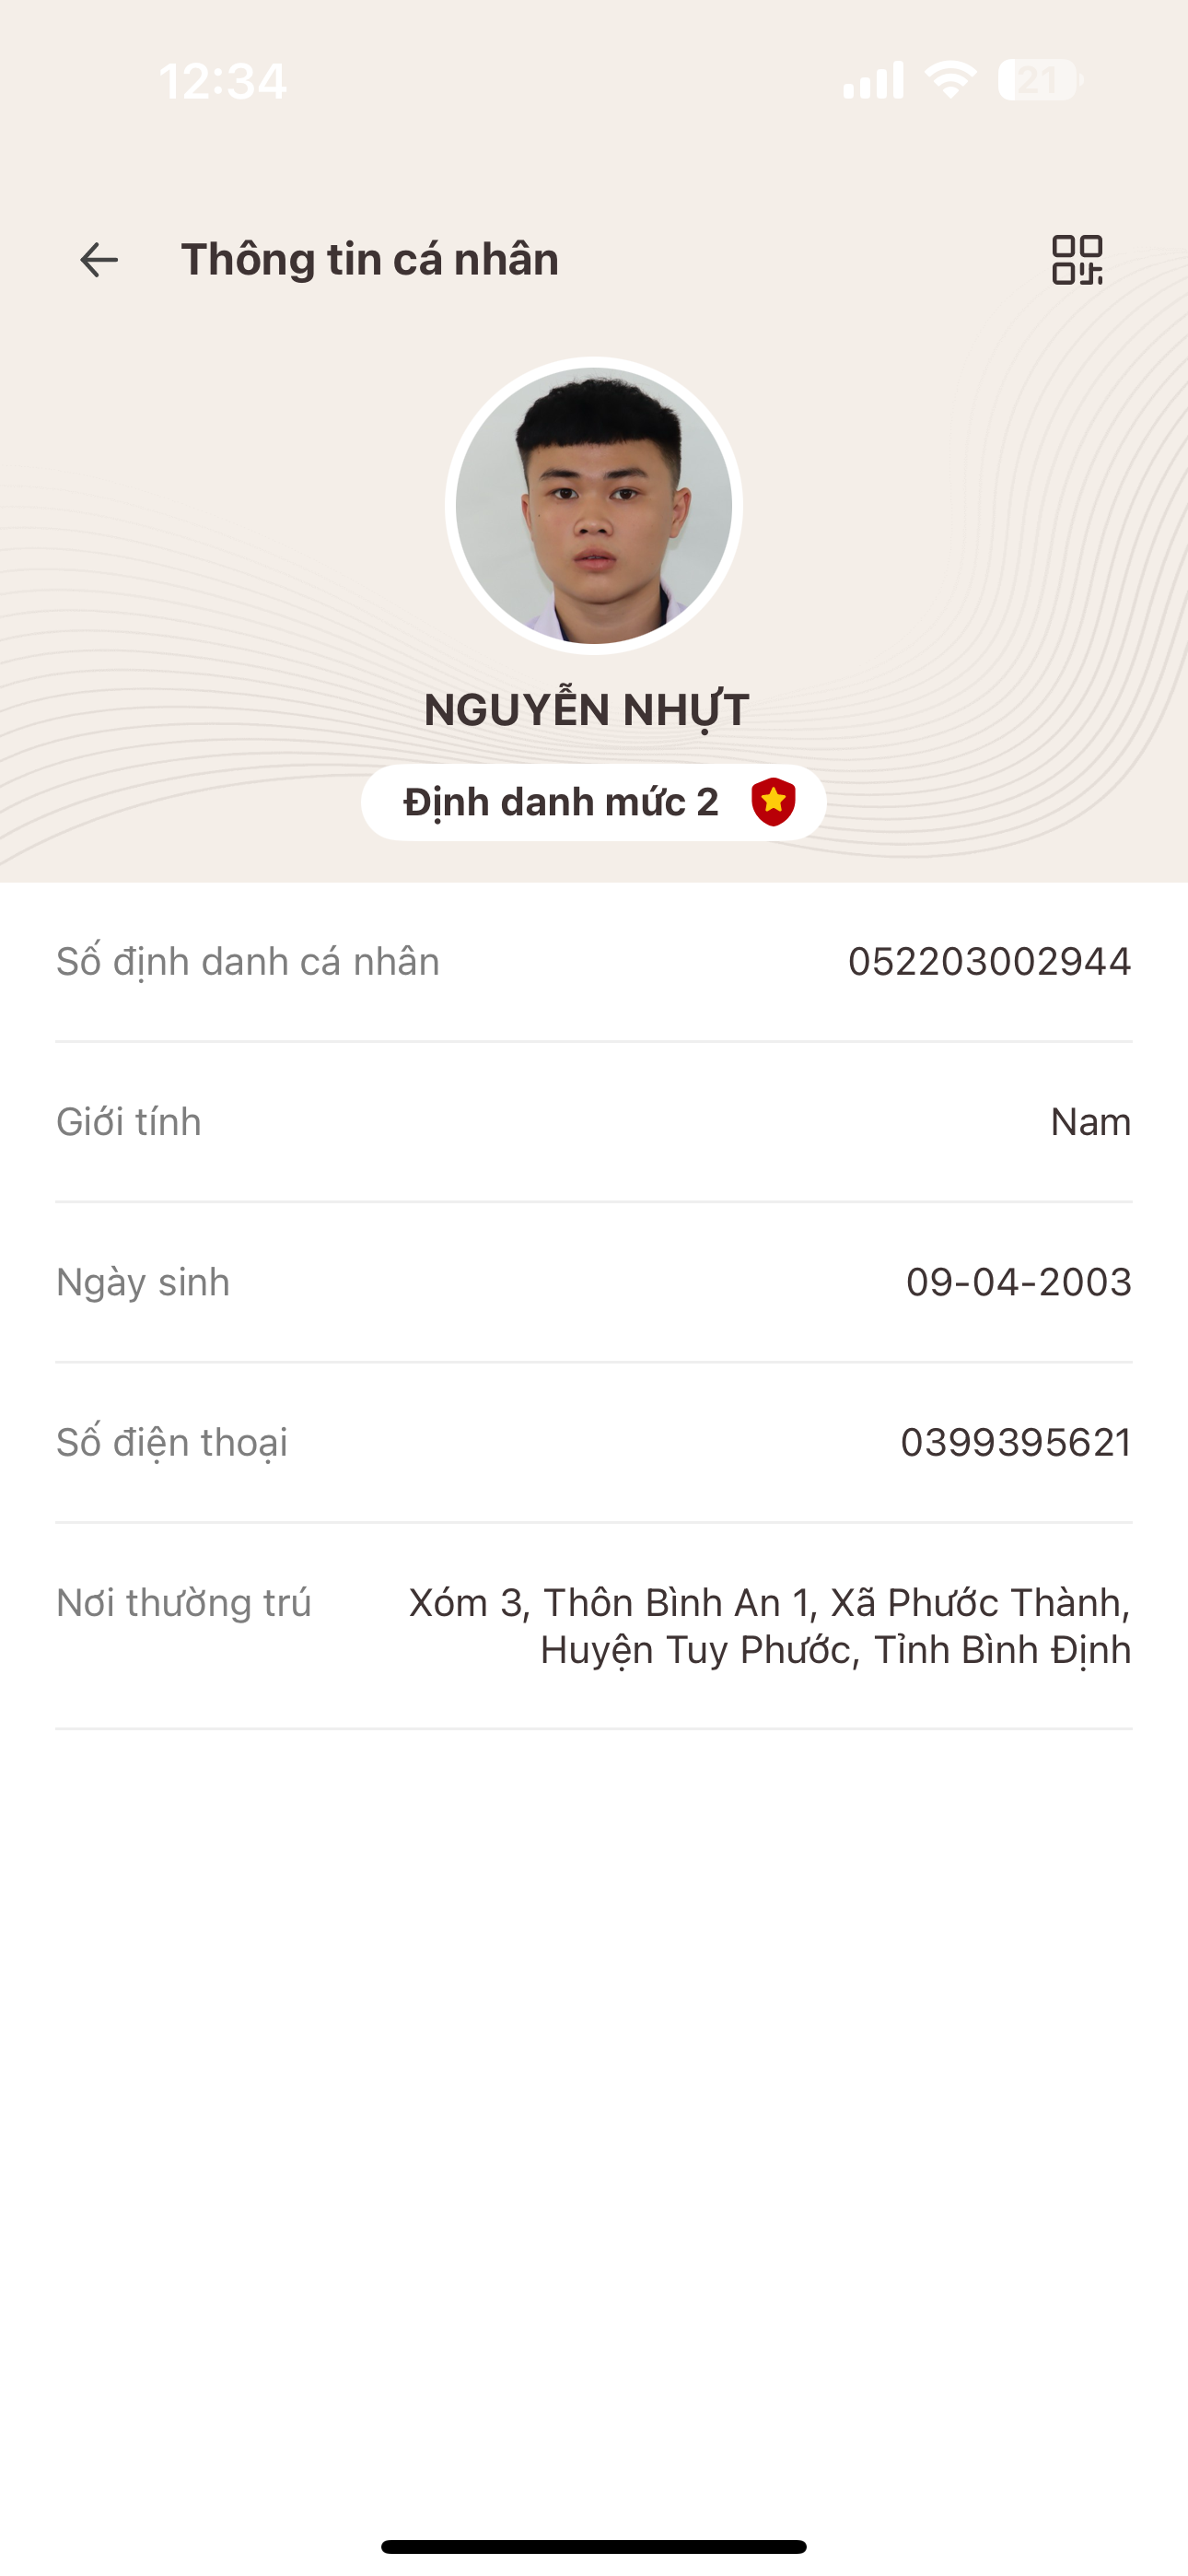 12:34
21
Thông tin cá nhân
NGUYỄN NHỰT
Định danh mức 2
Số định danh cá nhân 052203002944
Giới tính Nam
Ngày sinh 09-04-2003
Số điện thoại 0399395621
Nơi thường trú Xóm 3, Thôn Bình An 1, Xã Phước Thành,
Huyện Tuy Phước, Tỉnh Bình Định